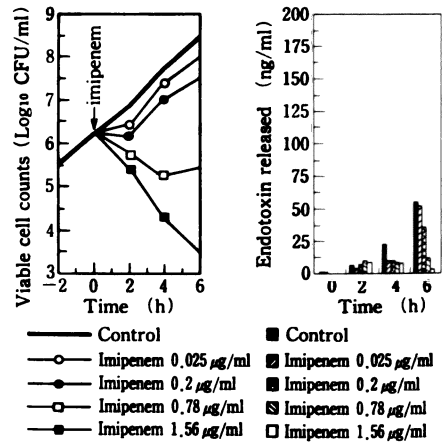 Viable cell counts (Log10 CFU/ml)
9
8
7
6
5
4
3
imipenem
-2 0 2 4 6
Time (h)
Endotoxin released (ng/ml)
200
175
150
125
100
75
50
25
0
0 2 4 6
Time (h)
Control
Imipenem 0.025 μg/ml
Imipenem 0.2 μg/ml
Imipenem 0.78 μg/ml
Imipenem 1.56 μg/ml
Control
Imipenem 0.025 μg/ml
Imipenem 0.2 μg/ml
Imipenem 0.78 μg/ml
Imipenem 1.56 μg/ml